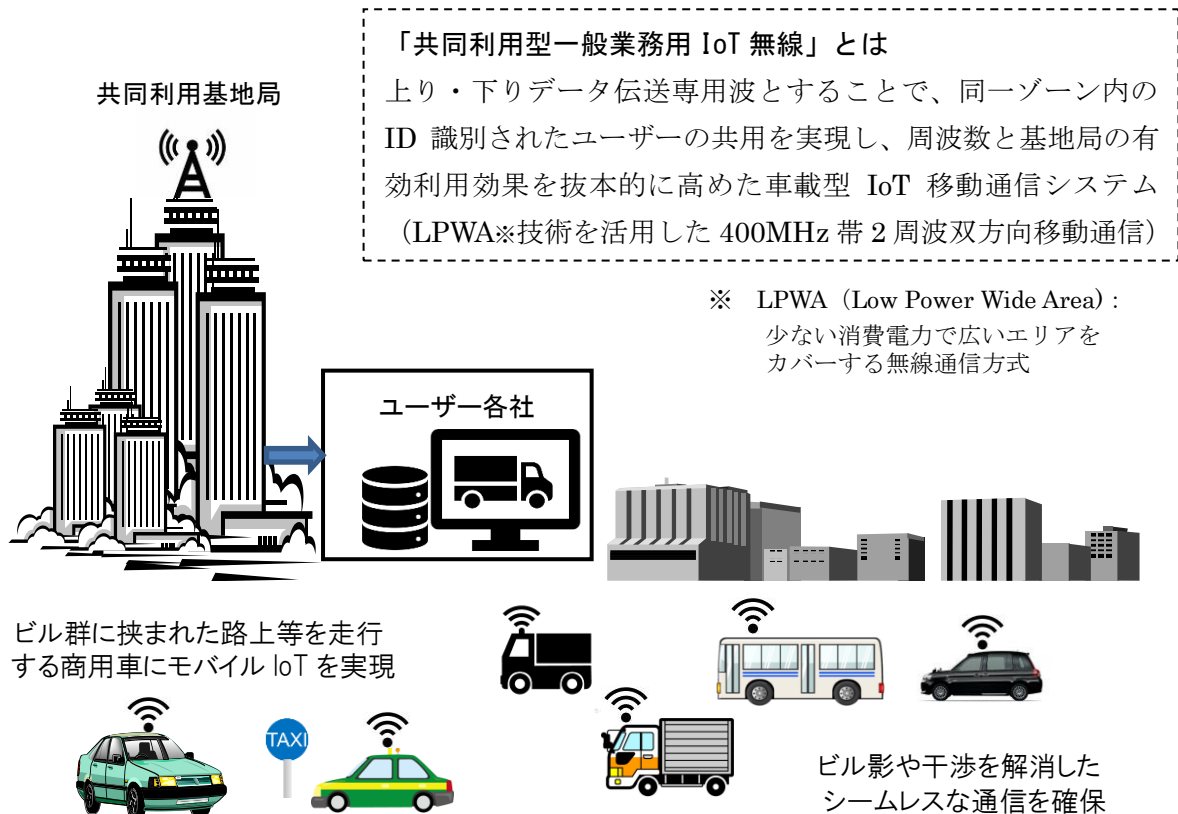 「共同利用型一般業務用 IoT 無線」とは
上り・下りデータ伝送専用波とすることで、同一ゾーン内の
ID 識別されたユーザーの共用を実現し、周波数と基地局の有
効利用効果を抜本的に高めた車載型 IoT 移動通信システム
（LPWA※技術を活用した 400MHz 帯 2 周波双方向移動通信）
共同利用基地局
※ LPWA（Low Power Wide Area）:
少ない消費電力で広いエリアを
カバーする無線通信方式
ユーザー各社
ビル群に挟まれた路上等を走行
する商用車にモバイル IoT を実現
TAXI
ビル影や干渉を解消した
シームレスな通信を確保